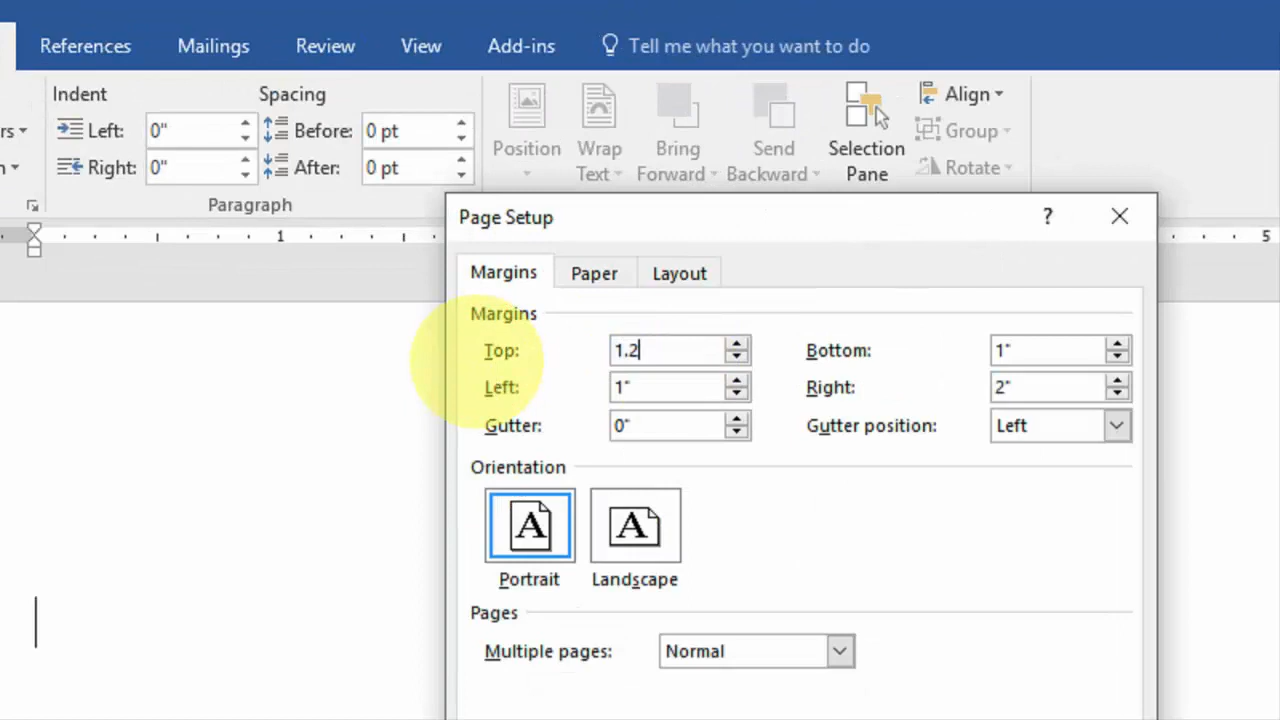 References Mailings Review View Add-ins Tell me what you want to do
Indent Spacing
Left: 0" Before: 0 pt
Right: 0" After: 0 pt
Paragraph
Position Wrap Text Bring Forward Send Backward Selection Pane
Align
Group
Rotate
1 5
Page Setup ?
Margins Paper Layout
Margins
Top: 1.2 Bottom: 1"
Left: 1" Right: 2"
Gutter: 0" Gutter position: Left
Orientation
A A
Portrait Landscape
Pages
Multiple pages: Normal